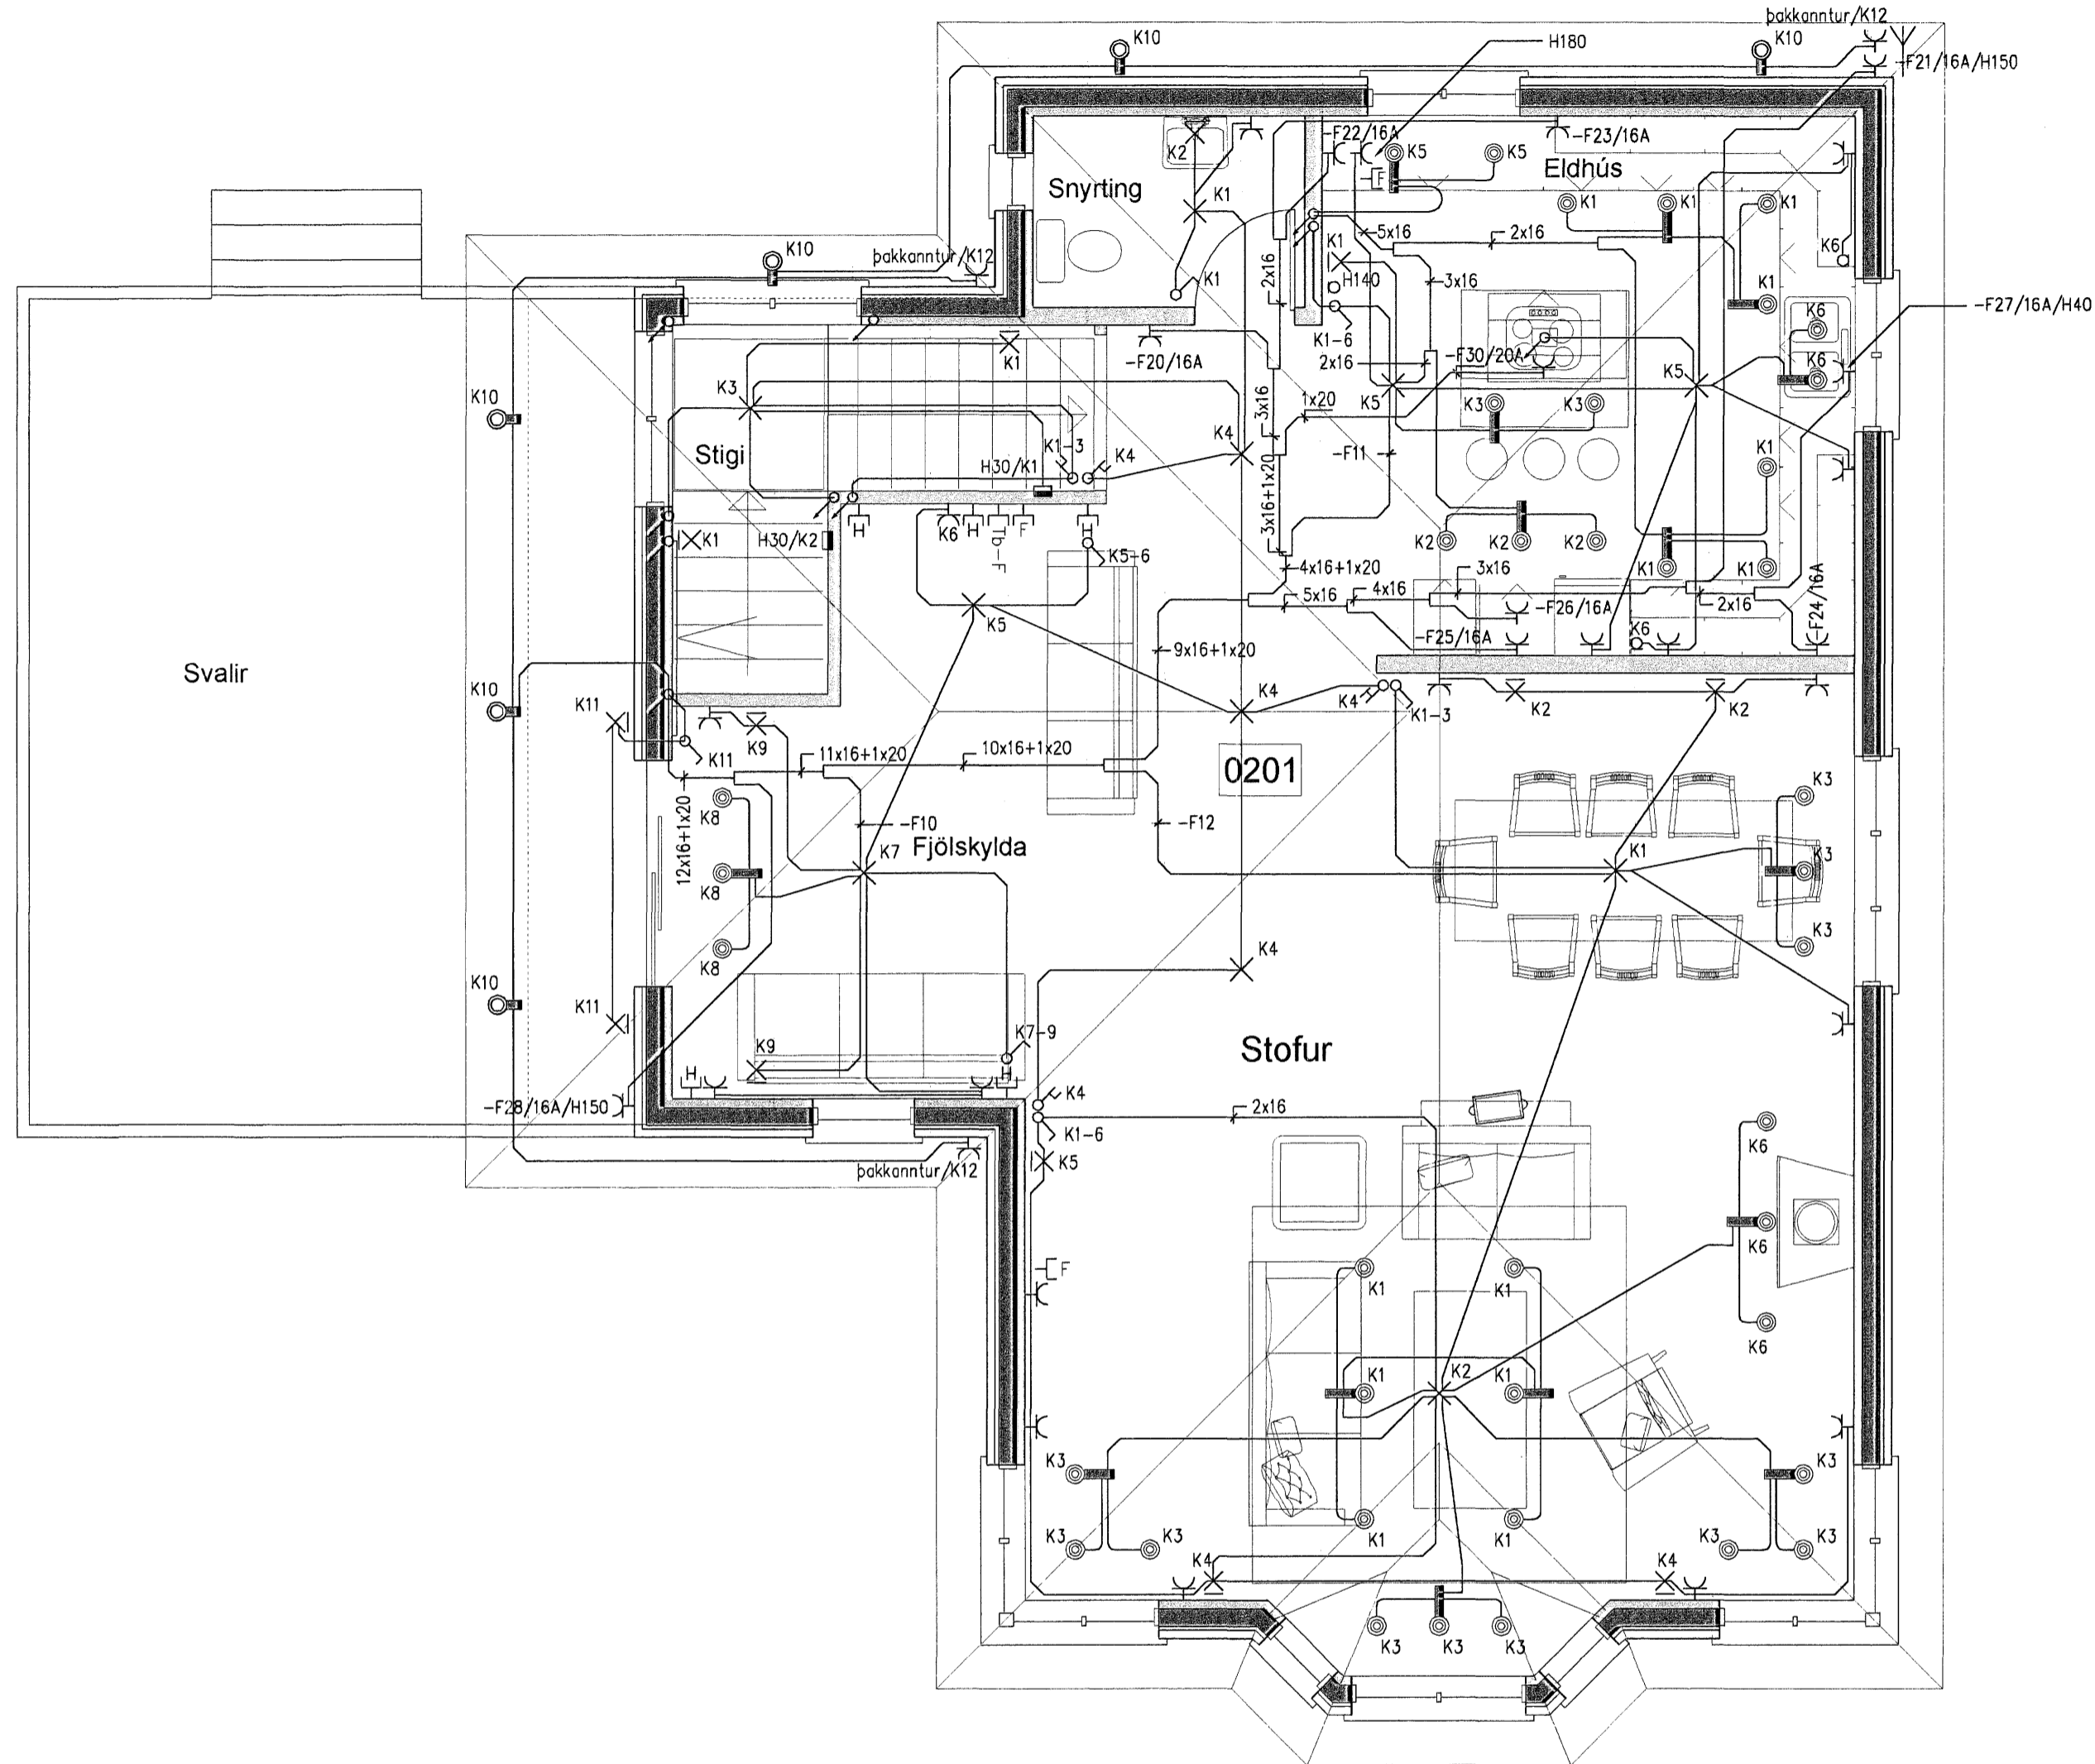 þakkanntur/K12
K10
K10
H180
-F21/16A/H150
-F22/16A
-F23/16A
K2
K5
K5
Eldhús
Snyrting
K1
K1
K1
K1
K10
þakkanntur/K12
K1
5x16
2x16
K6
K1
H140
2x16
3x16
K1
-F27/16A/H40
K1-6
K6
K1
-F20/16A
2x16
-F30/20A
K6
K3
K5
K5
K10
3x16
1x20
K3
K3
K4
K1-3
K4
-F11
Stigi
H30/K1
K1
3x16+1x20
H
K6
H
Tb-F
F
H
K1
H30/K2
K2
K2
K2
K5-6
K1
K1
4x16+1x20
3x16
5x16
4x16
2x16
-F24/16A
K5
-F26/16A
-F25/16A
K6
9x16+1x20
Svalir
K10
K11
K4
K4
K1-3
K2
K2
K9
K11
11x16+1x20
10x16+1x20
0201
12x16+1x20
K8
K3
-F10
-F12
K7
Fjölskylda
K1
K3
K8
K8
K4
K3
K10
K11
K9
K7-9
Stofur
H
H
-F28/16A/H150
K4
2x16
K1-6
K6
K5
þakkanntur/K12
K6
F
K1
K1
K6
K1
K2
K1
K3
K3
K3
K3
K1
K1
K3
K3
K4
K4
K3
K3
K3